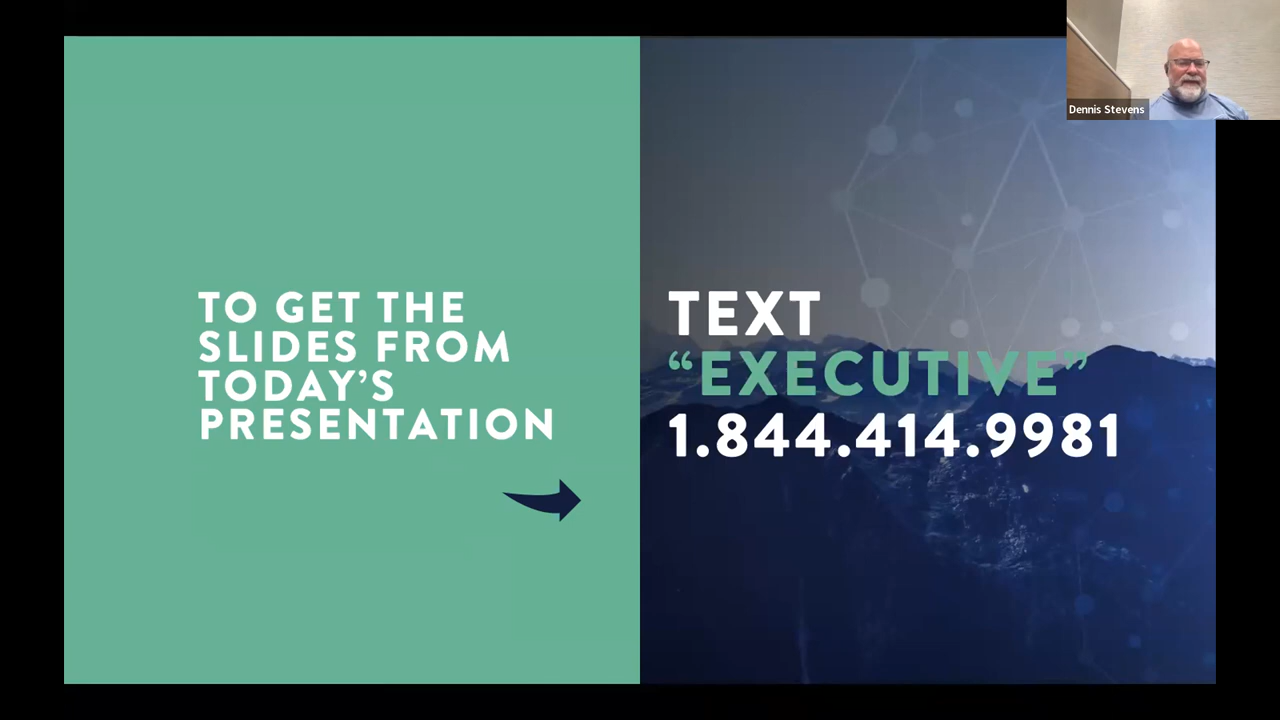 Dennis Stevens
TO GET THE
SLIDES FROM
TODAY’S
PRESENTATION
TEXT
“EXECUTIVE”
1.844.414.9981